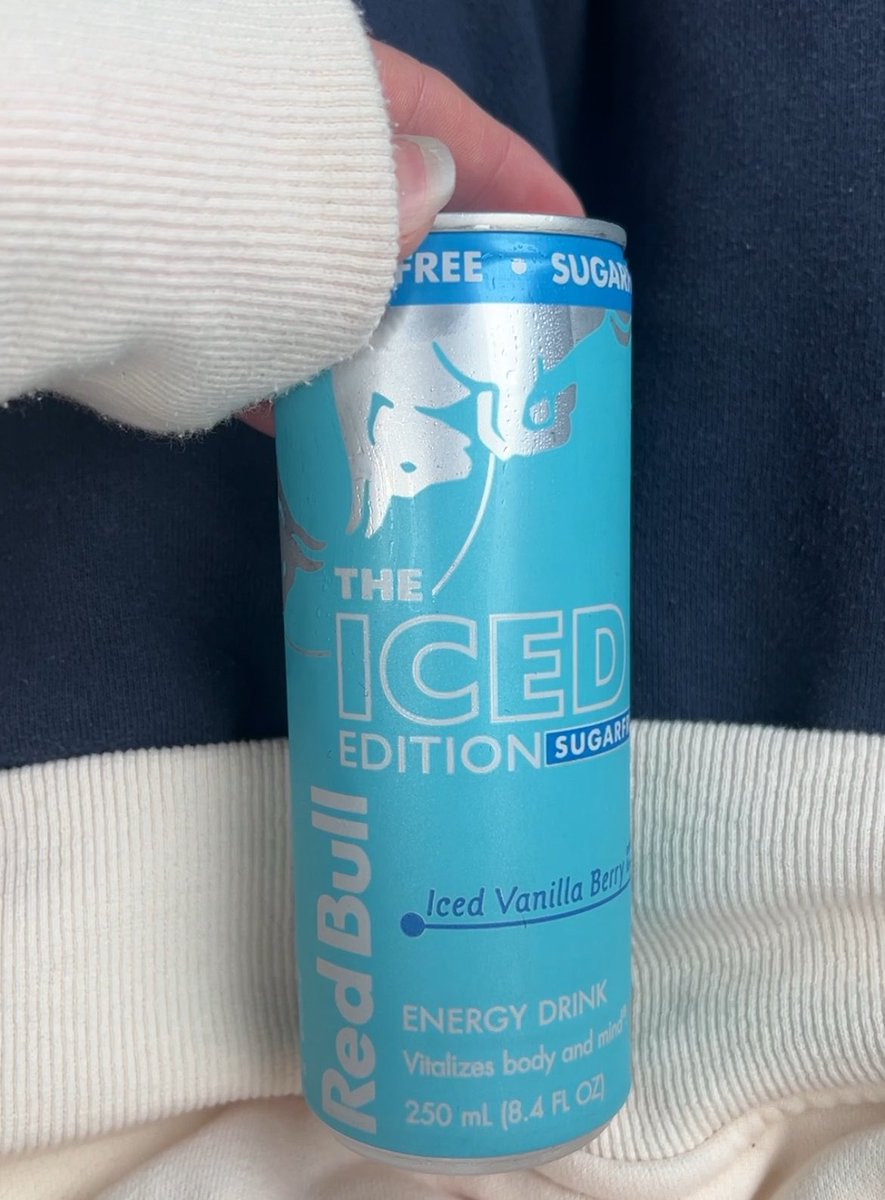 FREE • SUGAR
THE
ICED
EDITION SUGARF
Red Bull
Iced Vanilla Berry
ENERGY DRINK
Vitalizes body and mind®
250 mL (8.4 FL OZ)